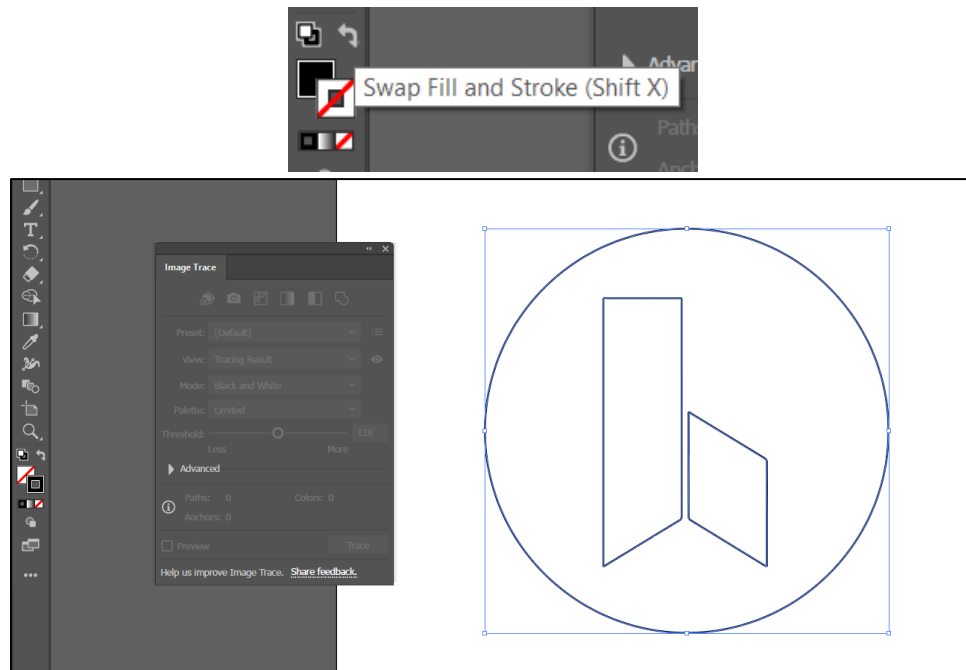 Advan
Swap Fill and Stroke (Shift X)
Path
Anch
Image Trace
Preset: [Default]
View: Tracing Result
Mode: Black and White
Palette: Limited
Threshold: 128
Less More
Advanced
Paths: 0 Colors: 0
Anchors: 0
Preview Trace
Help us improve Image Trace. Share feedback.